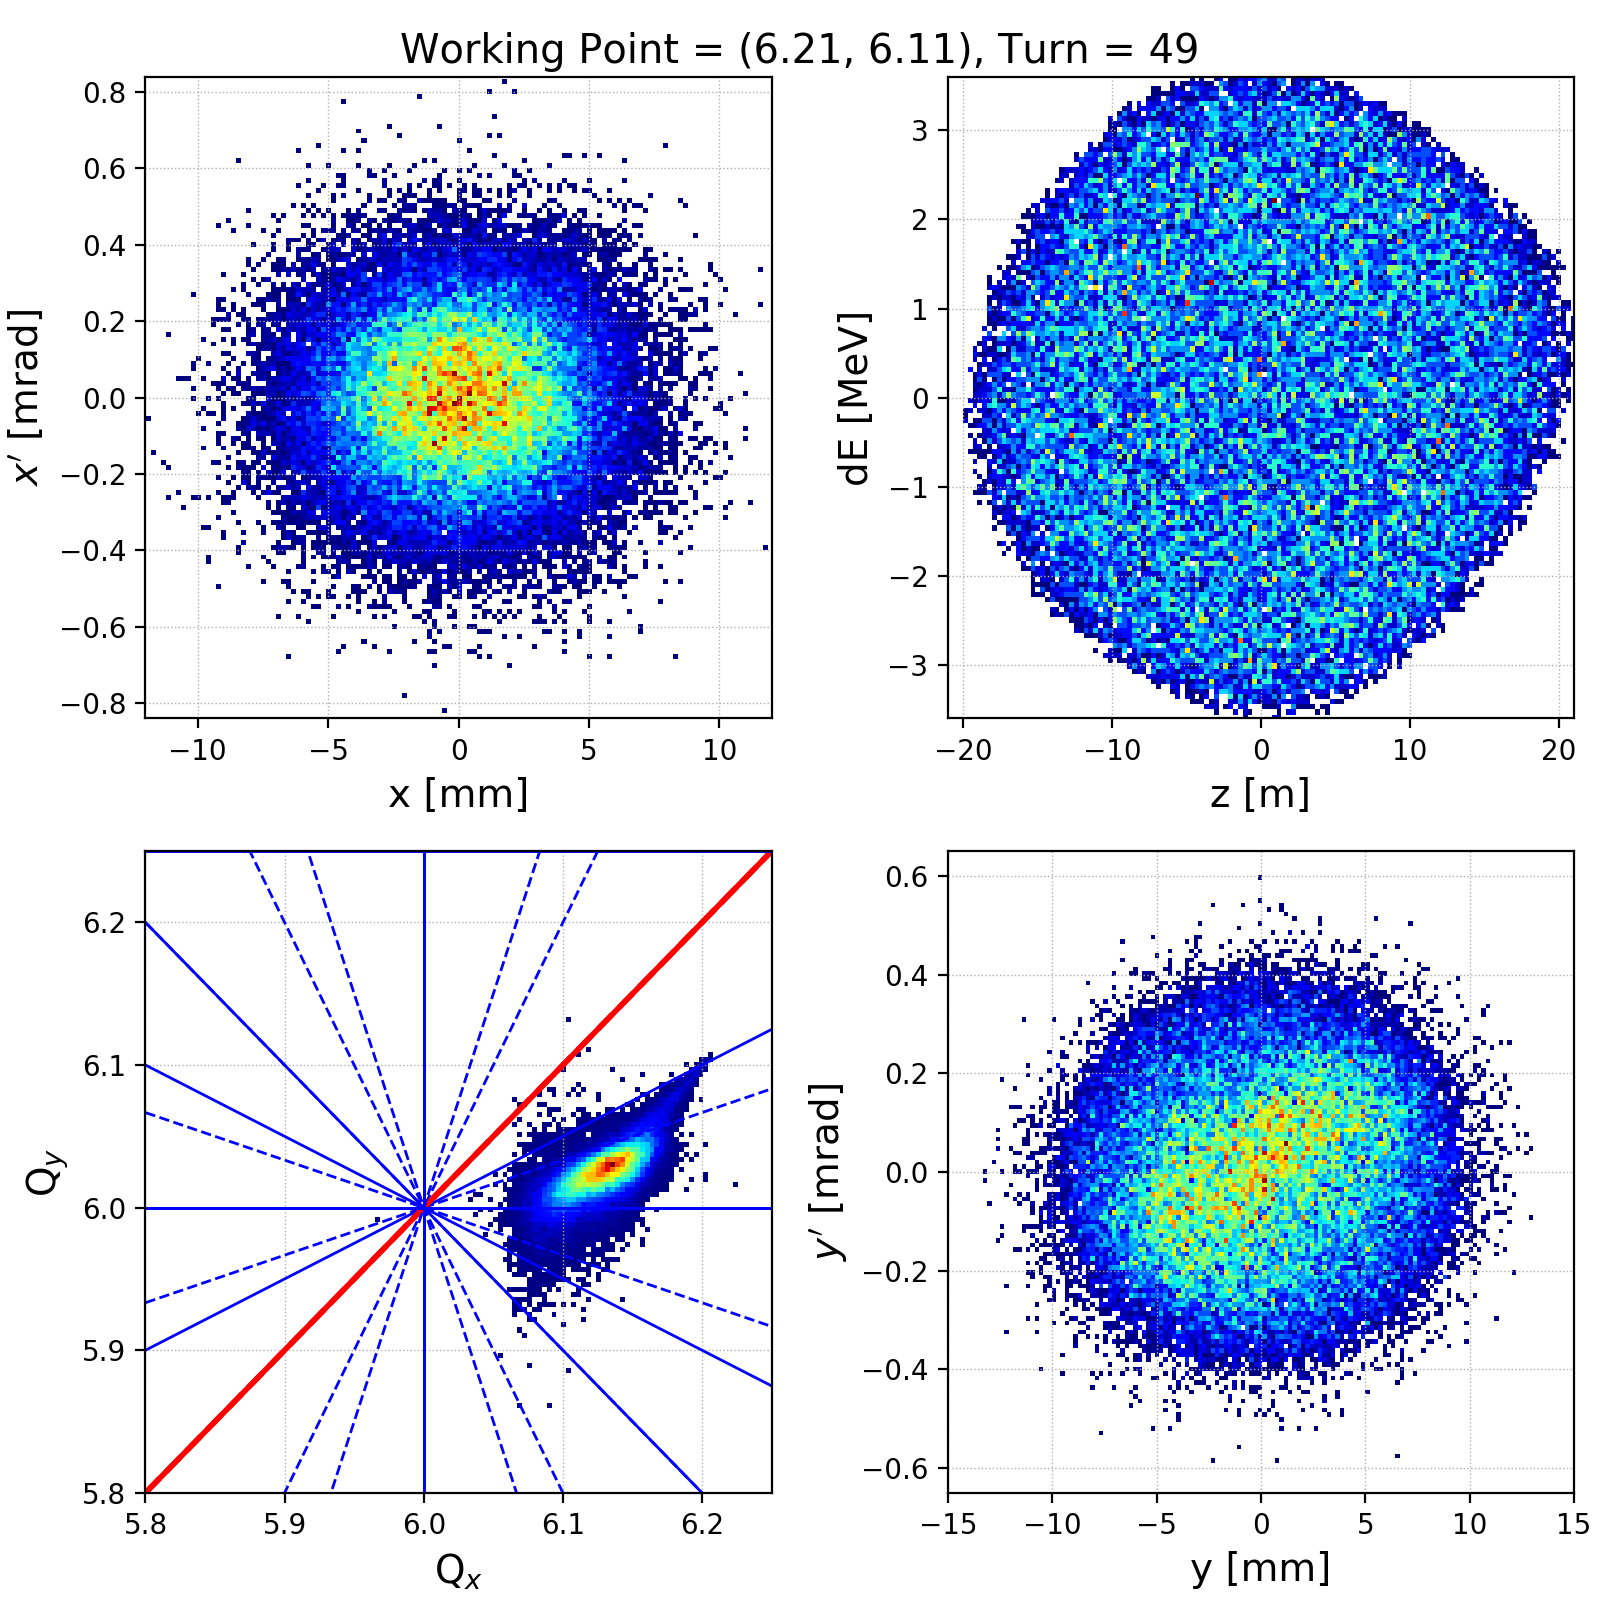 Working Point = (6.21, 6.11), Turn = 49
0.8
0.6
0.4
0.2
0.0
−0.2
−0.4
−0.6
−0.8
x′ [mrad]
−10 −5 0 5 10
x [mm]
3
2
1
0
−1
−2
−3
dE [MeV]
−20 −10 0 10 20
z [m]
6.2
6.1
6.0
5.9
5.8
Qy
5.8 5.9 6.0 6.1 6.2
Qx
0.6
0.4
0.2
0.0
−0.2
−0.4
−0.6
y′ [mrad]
−15 −10 −5 0 5 10 15
y [mm]